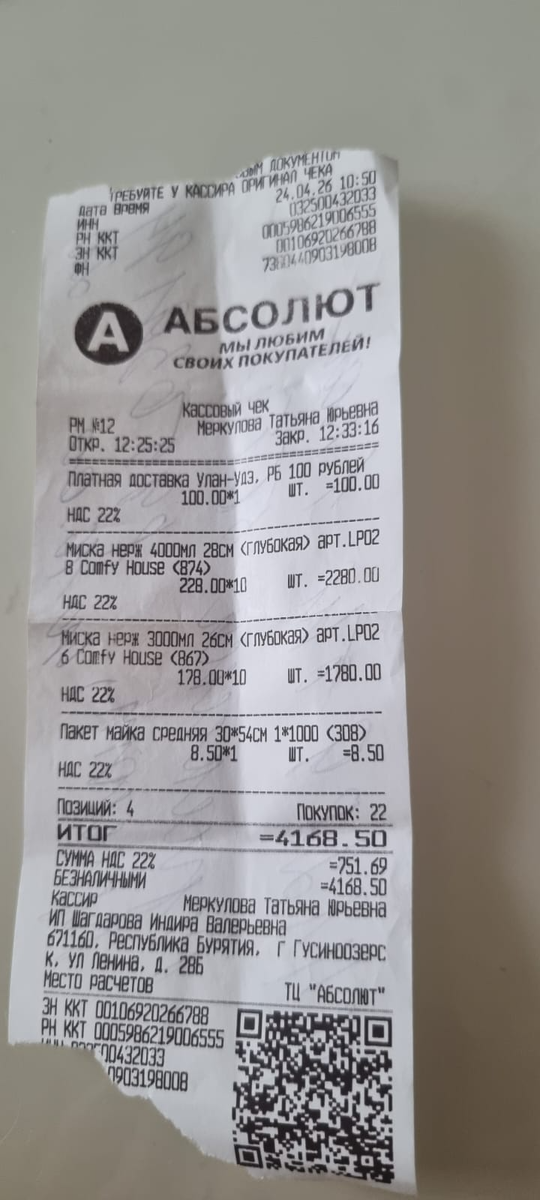 ДОКУМЕНТОМ
ТРЕБУЙТЕ У КАССИРА ОРИГИНАЛ ЧЕКА
Дата Время 24.04.26 10:50
ИНН 032500432033
РН ККТ 0005986219006555
ЗН ККТ 00106920266788
ФН
А АБСОЛЮТ
МЫ ЛЮБИМ
СВОИХ ПОКУПАТЕЛЕЙ!
Кассовый чек
РМ №12 Меркулова Татьяна Юрьевна
Откр. 12:25:25 Закр. 12:33:16
Платная доставка Улан-Удэ, РБ 100 рублей
100.00*1 шт. =100.00
НДС 22%
Миска нерж 4000мл 28см <глубокая> арт.LP02
8 Comfy House <874>
228.00*10 шт. =2280.00
НДС 22%
Миска нерж 3000мл 26см <глубокая> арт.LP02
6 Comfy House <867>
178.00*10 шт. =1780.00
НДС 22%
Пакет майка средняя 30*54см 1*1000 <308>
8.50*1 шт. =8.50
НДС 22%
Позиций: 4 Покупок: 22
ИТОГ =4168.50
СУММА НДС 22% =751.69
БЕЗНАЛИЧНЫМИ =4168.50
Кассир Меркулова Татьяна Юрьевна
ИП Шагдарова Индира Валерьевна
671160, Республика Бурятия, г Гусиноозерс
к, ул Ленина, д. 28Б
Место расчетов ТЦ "АБСОЛЮТ"
ЗН ККТ 00106920266788
РН ККТ 0005986219006555
00432033
0903198008